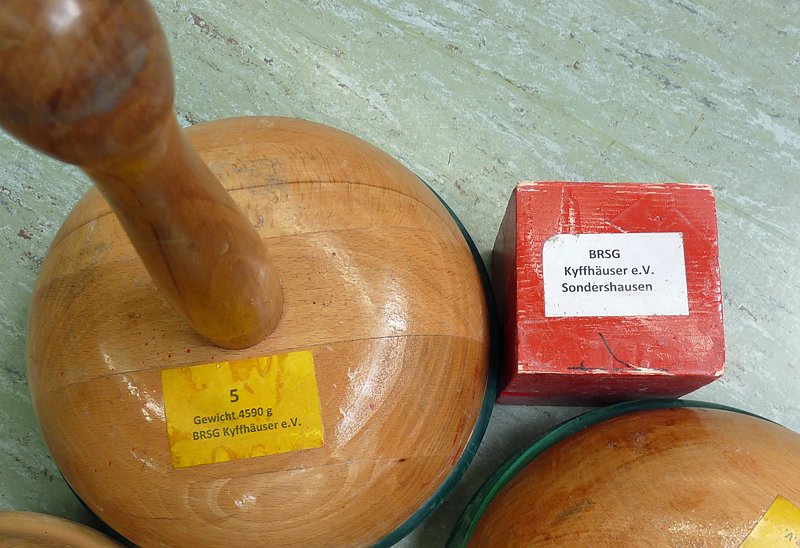 BRSG
Kyffhäuser e.V.
Sondershausen
5
Gewicht 4590 g
BRSG Kyffhäuser e.V.